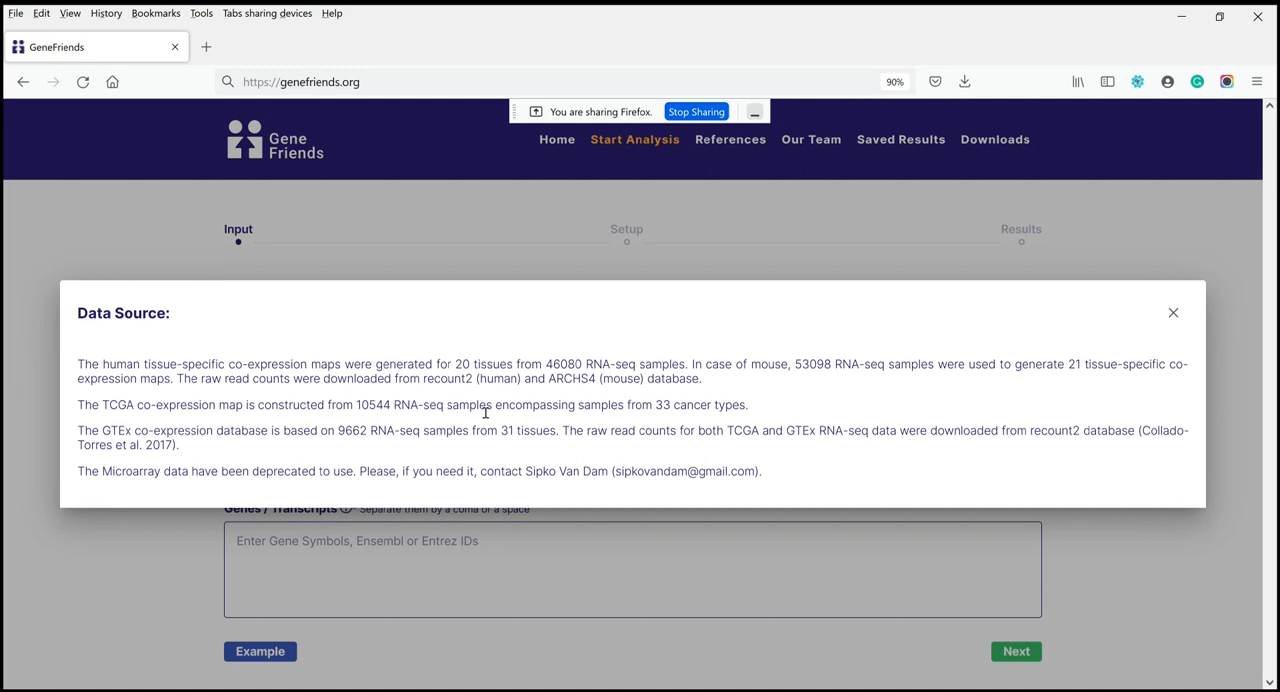 File Edit View History Bookmarks Tools Tabs sharing devices Help
GeneFriends
https://genefriends.org 90%
You are sharing Firefox. Stop Sharing
Gene
Friends
Home Start Analysis References Our Team Saved Results Downloads
Input Setup Results
Data Source:
The human tissue-specific co-expression maps were generated for 20 tissues from 46080 RNA-seq samples. In case of mouse, 53098 RNA-seq samples were used to generate 21 tissue-specific co-
expression maps. The raw read counts were downloaded from recount2 (human) and ARCHS4 (mouse) database.
The TCGA co-expression map is constructed from 10544 RNA-seq samples encompassing samples from 33 cancer types.
The GTEx co-expression database is based on 9662 RNA-seq samples from 31 tissues. The raw read counts for both TCGA and GTEx RNA-seq data were downloaded from recount2 database (Collado-
Torres et al. 2017).
The Microarray data have been deprecated to use. Please, if you need it, contact Sipko Van Dam (sipkovandam@gmail.com).
Genes / Transcripts Separate them by a coma or a space
Enter Gene Symbols, Ensembl or Entrez IDs
Example Next